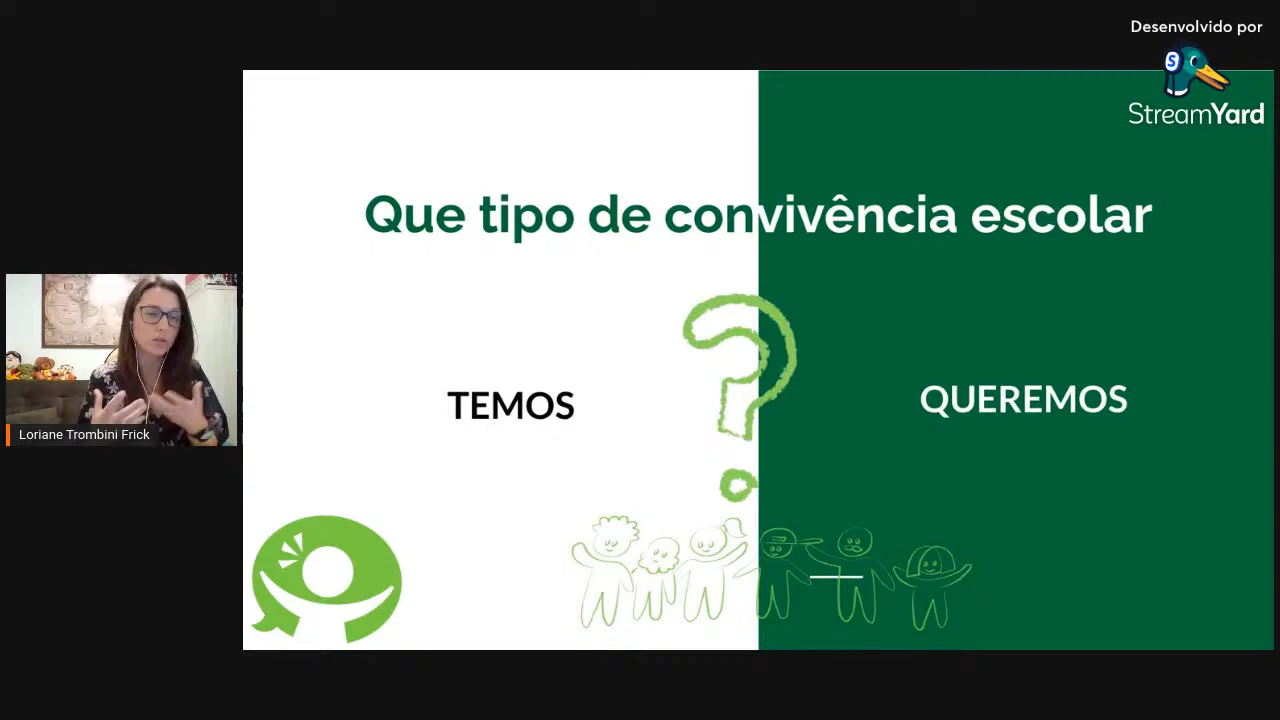 Desenvolvido por
S
StreamYard
Que tipo de convivência escolar
?
TEMOS
QUEREMOS
Loriane Trombini Frick